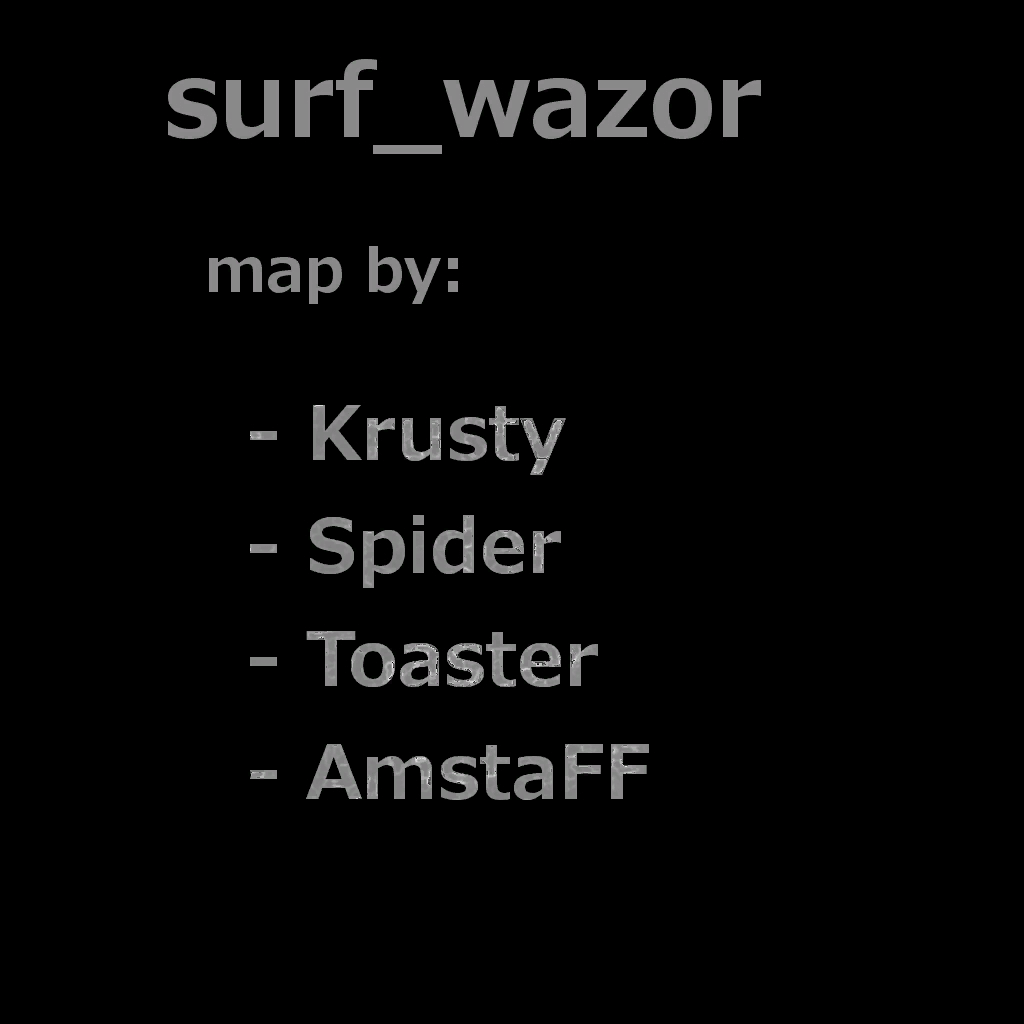 surf_wazor
map by:
- Krusty
- Spider
- Toaster
- AmstaFF